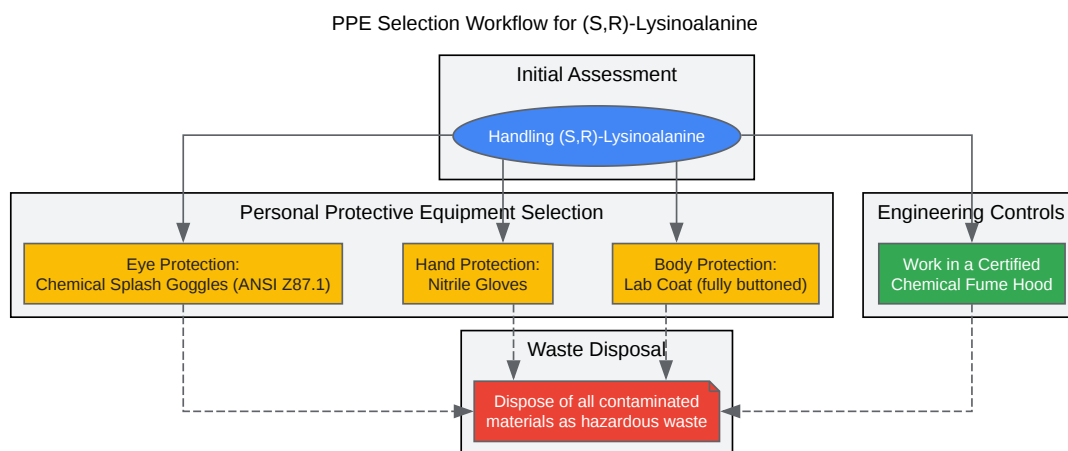 PPE Selection Workflow for (S,R)-Lysinoalanine
Initial Assessment
Handling (S,R)-Lysinoalanine
Personal Protective Equipment Selection
Engineering Controls
Eye Protection:
Chemical Splash Goggles (ANSI Z87.1)
Hand Protection:
Nitrile Gloves
Body Protection:
Lab Coat (fully buttoned)
Work in a Certified
Chemical Fume Hood
Waste Disposal
Dispose of all contaminated
materials as hazardous waste